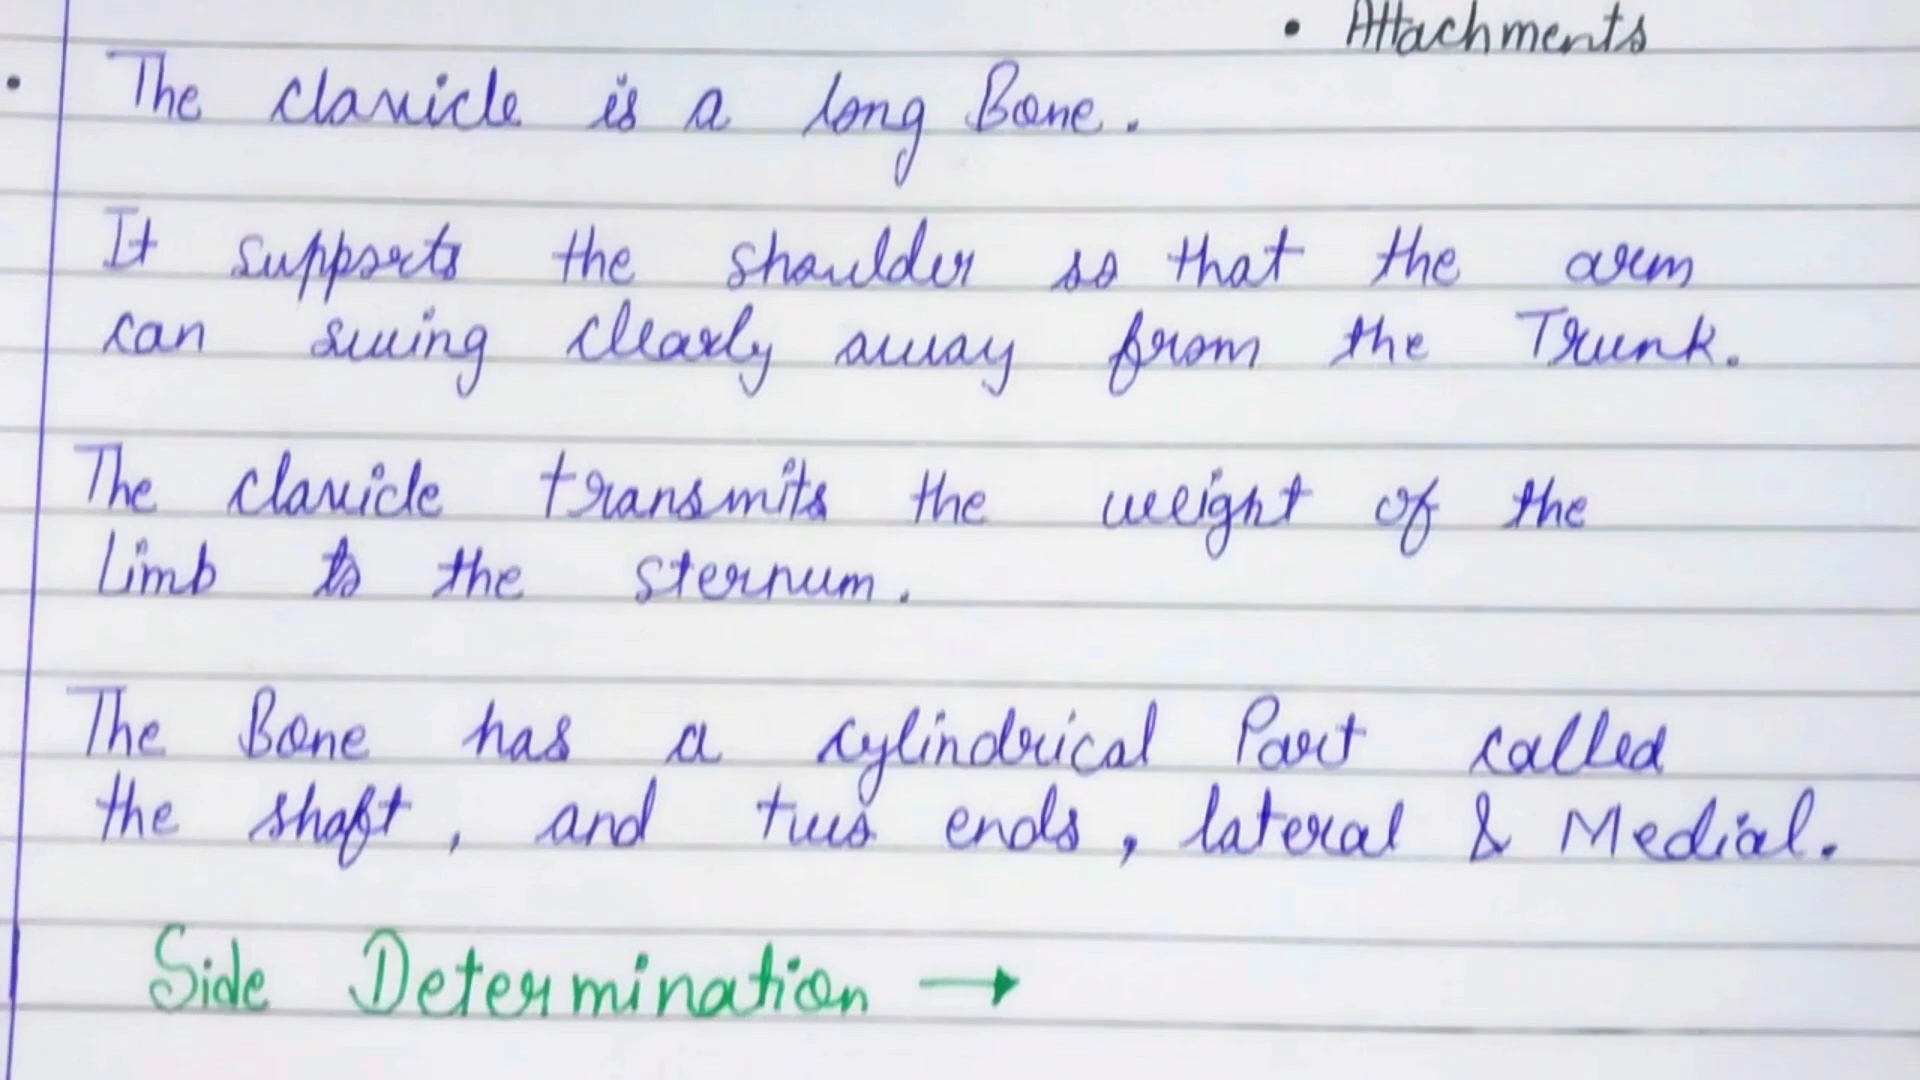 • Attachments
• The clavicle is a long Bone.
It supports the shoulder so that the arm
can swing clearly away from the Trunk.
The clavicle transmits the weight of the
Limb to the sternum.
The Bone has a cylindrical Part called
the shaft, and two ends, lateral & Medial.
Side Determination →